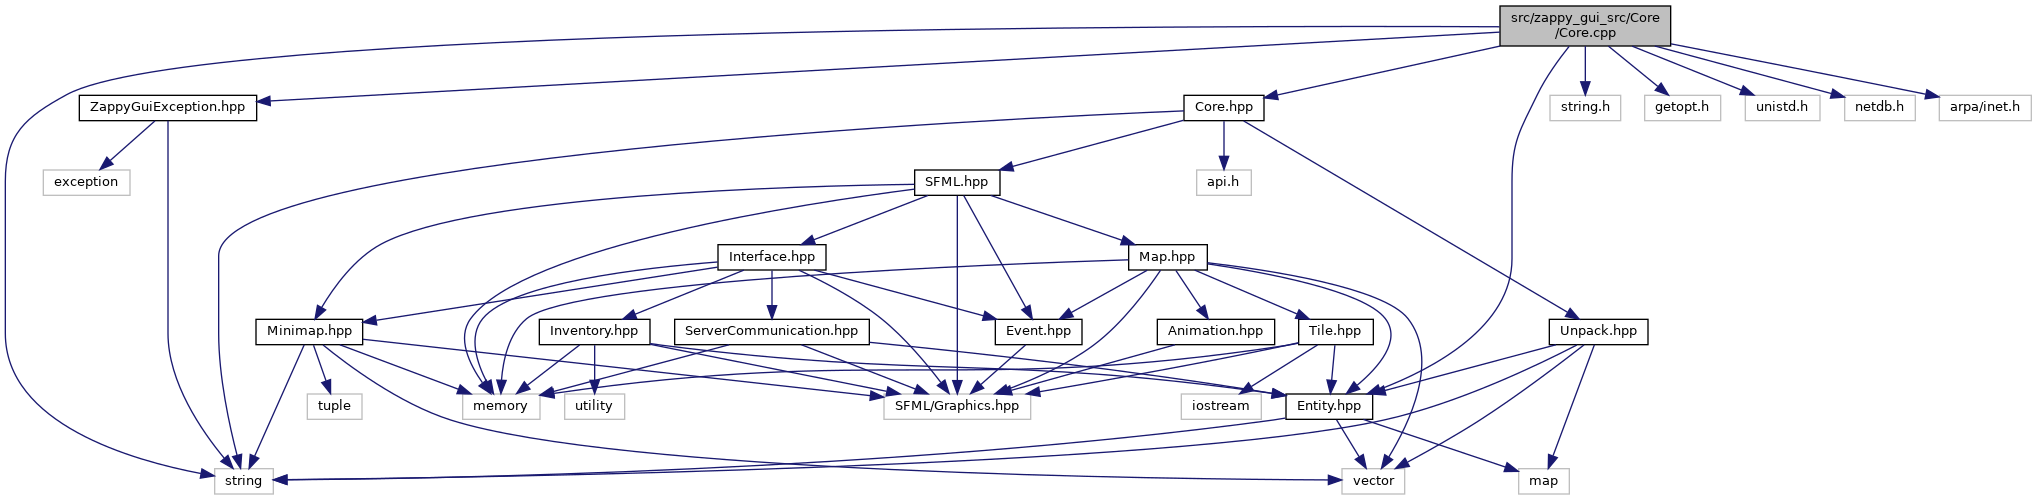 src/zappy_gui_src/Core
/Core.cpp
ZappyGuiException.hpp
Core.hpp
string.h
getopt.h
unistd.h
netdb.h
arpa/inet.h
exception
SFML.hpp
api.h
Interface.hpp
Map.hpp
Minimap.hpp
Inventory.hpp
ServerCommunication.hpp
Event.hpp
Animation.hpp
Tile.hpp
Unpack.hpp
tuple
memory
utility
SFML/Graphics.hpp
iostream
Entity.hpp
string
vector
map